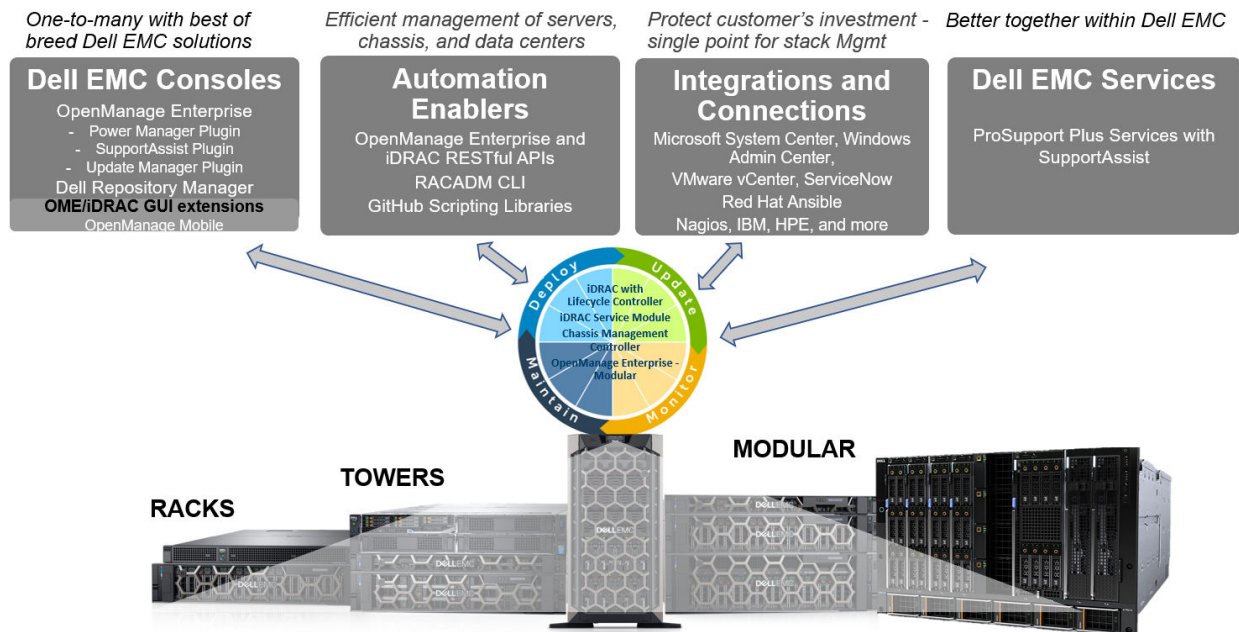 One-to-many with best of
breed Dell EMC solutions
Efficient management of servers,
chassis, and data centers
Protect customer's investment -
single point for stack Mgmt
Better together within Dell EMC
Dell EMC Consoles
OpenManage Enterprise
- Power Manager Plugin
- SupportAssist Plugin
- Update Manager Plugin
Dell Repository Manager
OME/iDRAC GUI extensions
OpenManage Mobile
Automation
Enablers
OpenManage Enterprise and
iDRAC RESTful APIs
RACADM CLI
GitHub Scripting Libraries
Integrations and
Connections
Microsoft System Center, Windows
Admin Center,
VMware vCenter, ServiceNow
Red Hat Ansible
Nagios, IBM, HPE, and more
Dell EMC Services
ProSupport Plus Services with
SupportAssist
Deploy
Update
iDRAC with
Lifecycle Controller
iDRAC Service Module
Chassis Management
Controller
OpenManage Enterprise -
Modular
Maintain
Monitor
MODULAR
TOWERS
RACKS
DELLEMC
DELLEMC
DELLEMC
DELLEMC
DELLEMC
DELLEMC